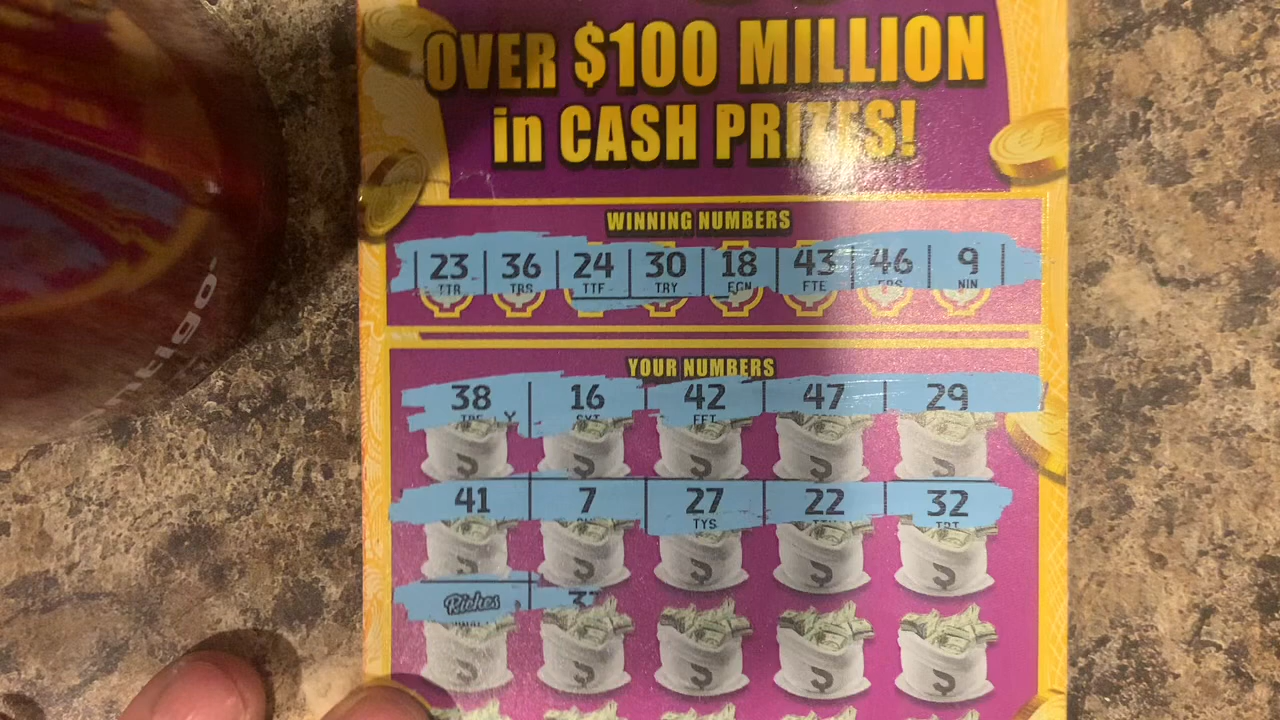 OVER $100 MILLION
in CASH PRIZES!
WINNING NUMBERS
23 36 24 30 18 43 46 9
TTR TRS TTF TRY EGN FTE NIN
YOUR NUMBERS
38 16 42 47 29
41 7 27 22 32
TYS
Riches